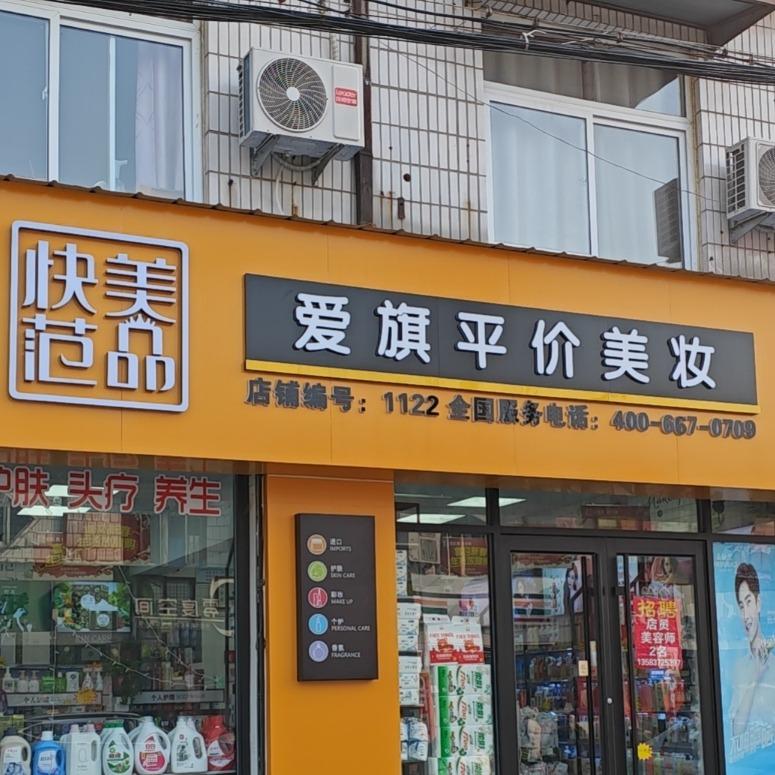 快美
范品
爱旗平价美妆
店铺编号：1122 全国服务电话：400-667-0709
护肤 头疗 养生
进口
IMPORTS
护肤
SKIN CARE
彩妆
MAKE UP
个护
PERSONAL CARE
香氛
FRAGRANCE
招聘
店员
美容师
2名